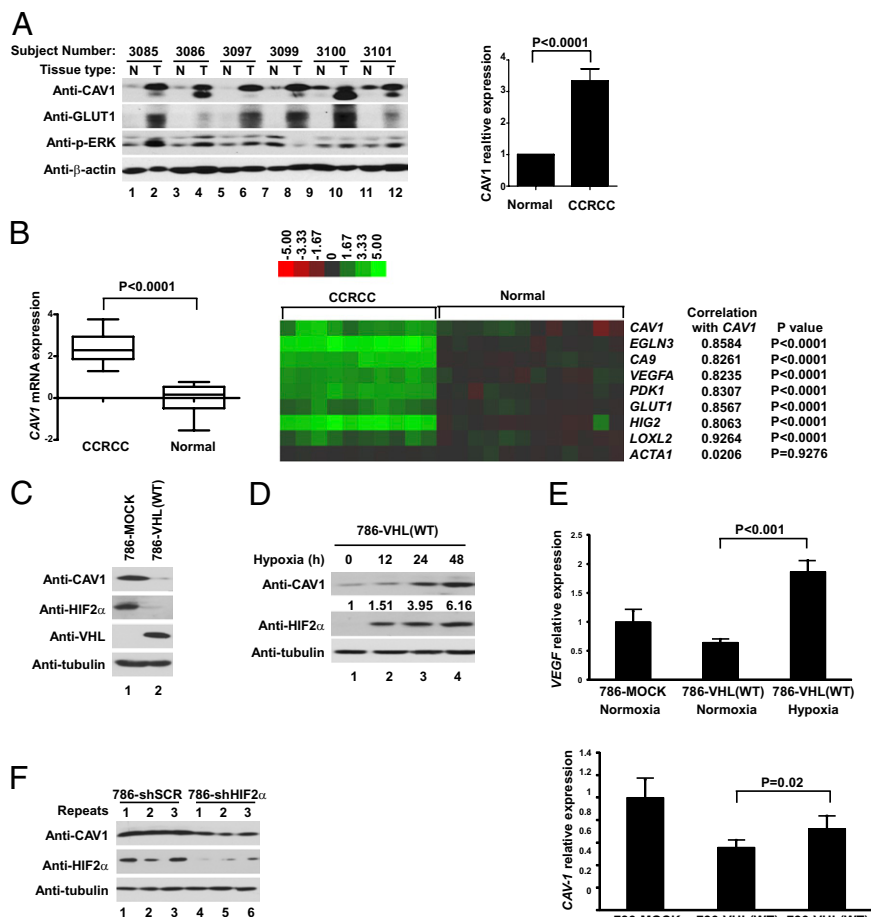 A
Subject Number: 3085 3086 3097 3099 3100 3101
Tissue type: N T N T N T N T N T N T
Anti-CAV1
Anti-GLUT1
Anti-p-ERK
Anti-β-actin
1 2 3 4 5 6 7 8 9 10 11 12
P<0.0001
CAV1 realtive expression
4
3
2
1
0
Normal CCRCC
B
P<0.0001
CAV1 mRNA expression
4
2
0
-2
CCRCC Normal
-5.00 -3.33 -1.67 0 1.67 3.33 5.00
CCRCC Normal
Correlation with CAV1 P value
CAV1
EGLN3 0.8584 P<0.0001
CA9 0.8261 P<0.0001
VEGFA 0.8235 P<0.0001
PDK1 0.8307 P<0.0001
GLUT1 0.8567 P<0.0001
HIG2 0.8063 P<0.0001
LOXL2 0.9264 P<0.0001
ACTA1 0.0206 P=0.9276
C
786-MOCK 786-VHL(WT)
Anti-CAV1
Anti-HIF2α
Anti-VHL
Anti-tubulin
1 2
D
786-VHL(WT)
Hypoxia (h) 0 12 24 48
Anti-CAV1
1 1.51 3.95 6.16
Anti-HIF2α
Anti-tubulin
1 2 3 4
E
P<0.001
VEGF relative expression
2.5
2
1.5
1
0.5
0
786-MOCK 786-VHL(WT) 786-VHL(WT)
Normoxia Normoxia Hypoxia
P=0.02
CAV-1 relative expression
1.4
1.2
1
0.8
0.6
0.4
0.2
0
F
786-shSCR 786-shHIF2α
Repeats 1 2 3 1 2 3
Anti-CAV1
Anti-HIF2α
Anti-tubulin
1 2 3 4 5 6